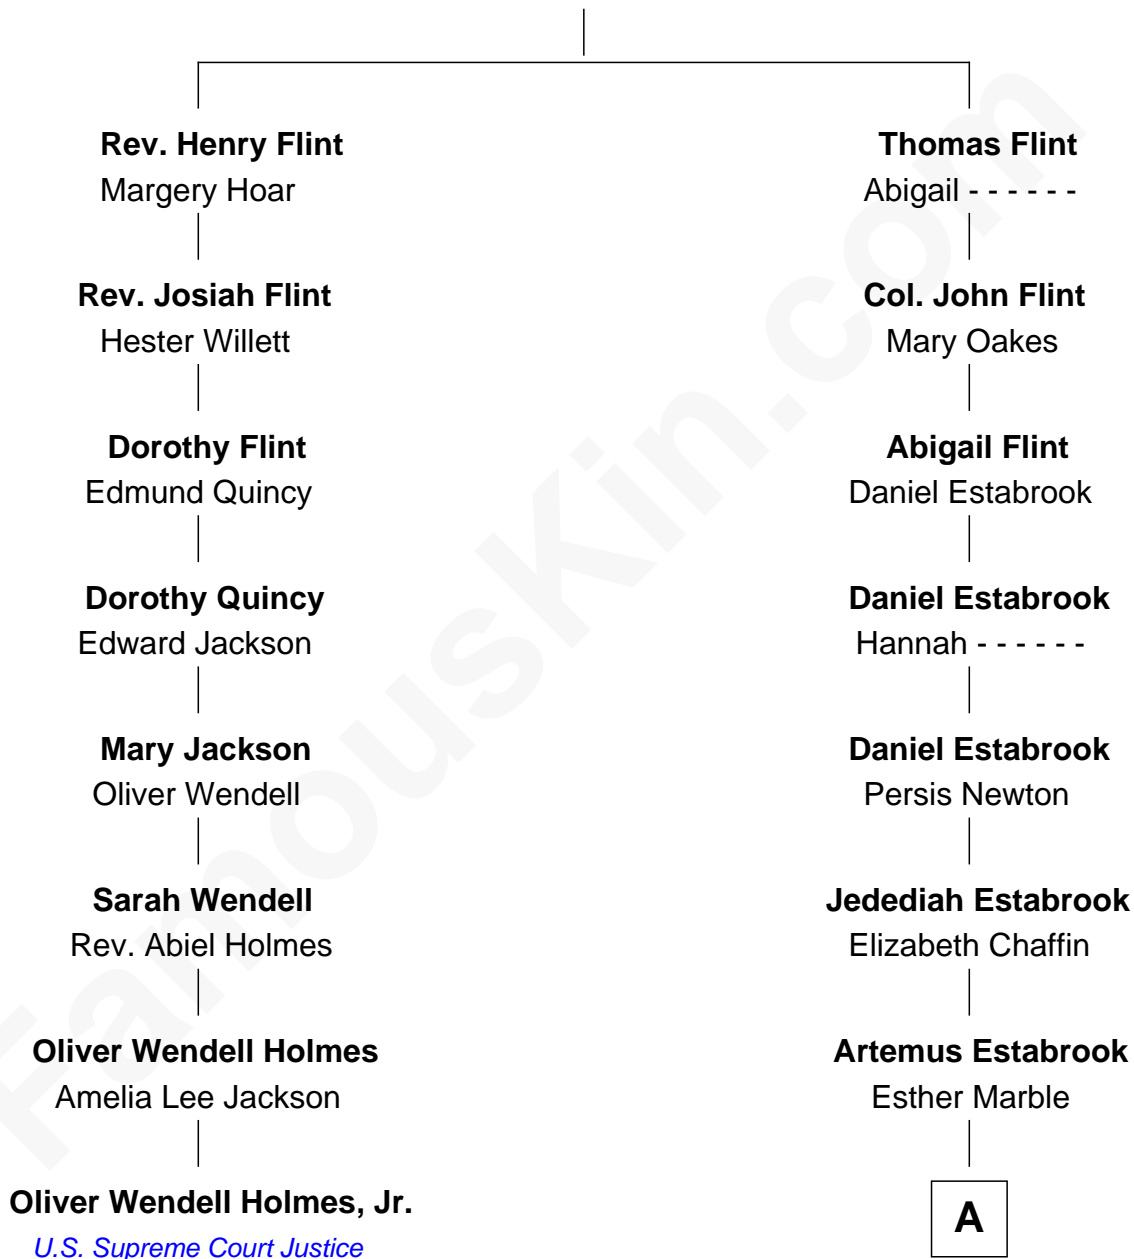 Rev. Henry Flint
Margery Hoar
Rev. Josiah Flint
Hester Willett
Dorothy Flint
Edmund Quincy
Dorothy Quincy
Edward Jackson
Mary Jackson
Oliver Wendell
Sarah Wendell
Rev. Abiel Holmes
Oliver Wendell Holmes
Amelia Lee Jackson
Oliver Wendell Holmes, Jr.
U.S. Supreme Court Justice
Thomas Flint
Abigail - - - - - -
Col. John Flint
Mary Oakes
Abigail Flint
Daniel Estabrook
Daniel Estabrook
Hannah - - - - - -
Daniel Estabrook
Persis Newton
Jedediah Estabrook
Elizabeth Chaffin
Artemus Estabrook
Esther Marble
A
FamousKin.com